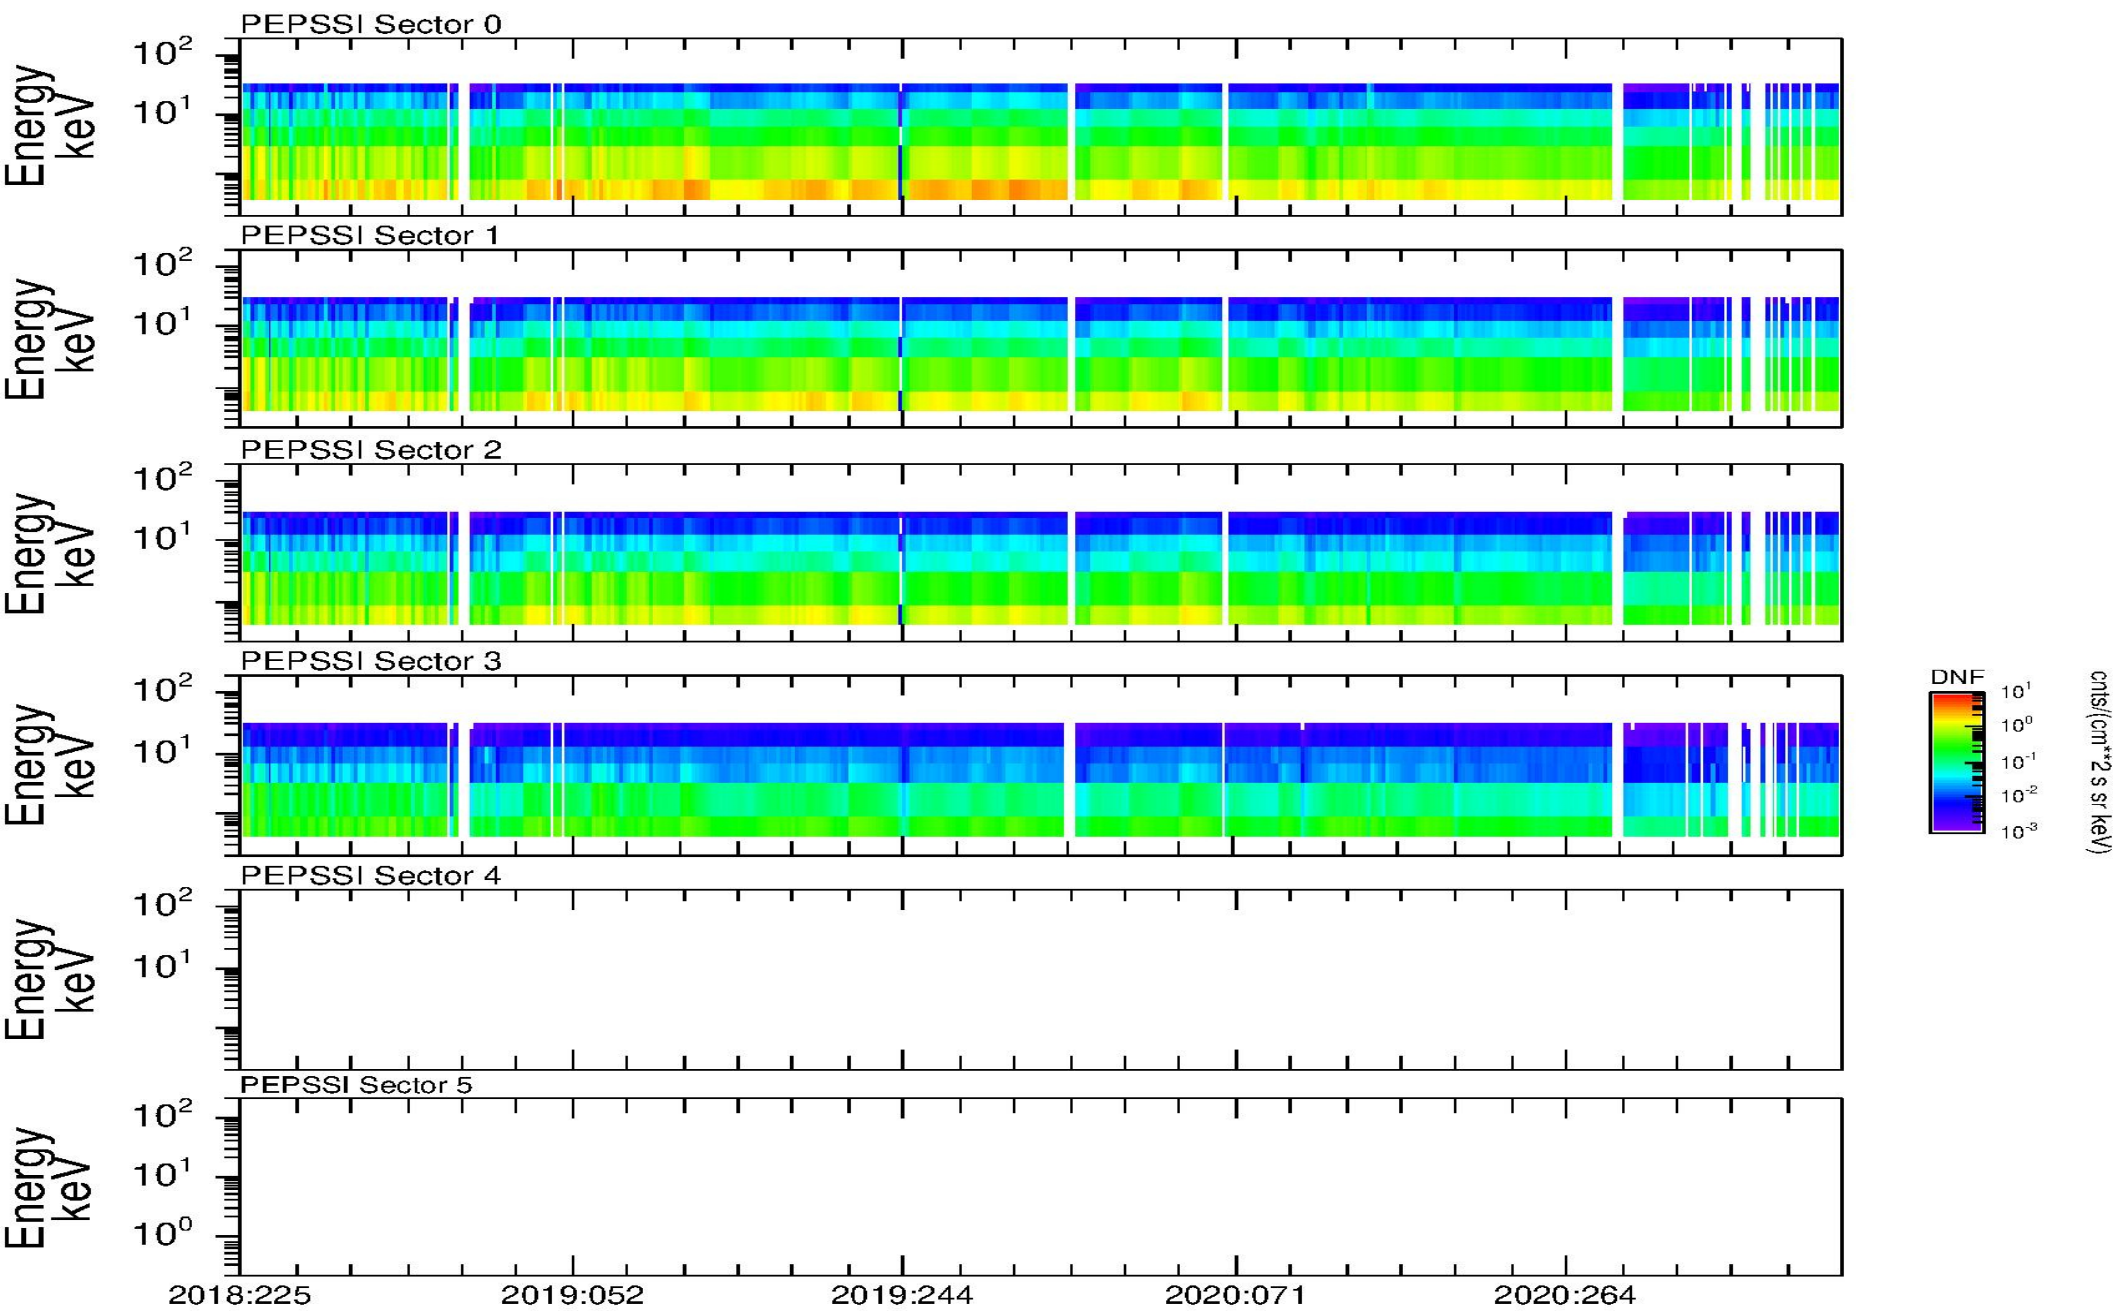 PEPSSI Sector 0
10²
10¹
Energy
keV
PEPSSI Sector 1
10²
10¹
Energy
keV
PEPSSI Sector 2
10²
10¹
Energy
keV
PEPSSI Sector 3
10²
10¹
Energy
keV
DNF
10¹
10⁰
10⁻¹
10⁻²
10⁻³
cnts/(cm**2 s sr keV)
PEPSSI Sector 4
10²
10¹
Energy
keV
PEPSSI Sector 5
10²
10¹
10⁰
Energy
keV
2018:225 2019:052 2019:244 2020:071 2020:264